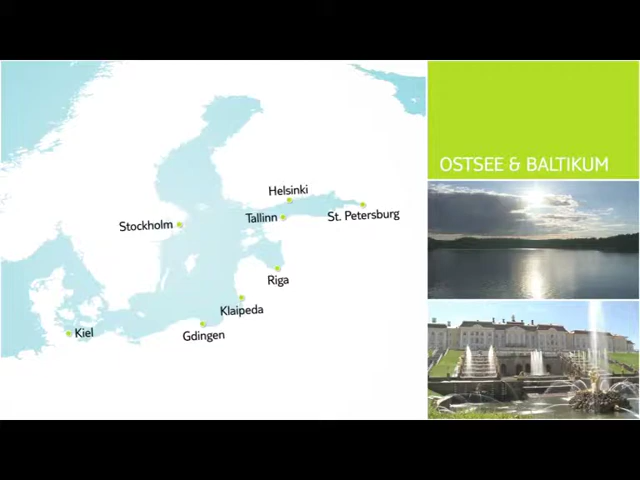 OSTSEE & BALTIKUM
Helsinki
Stockholm
Tallinn
St. Petersburg
Riga
Klaipeda
Kiel
Gdingen